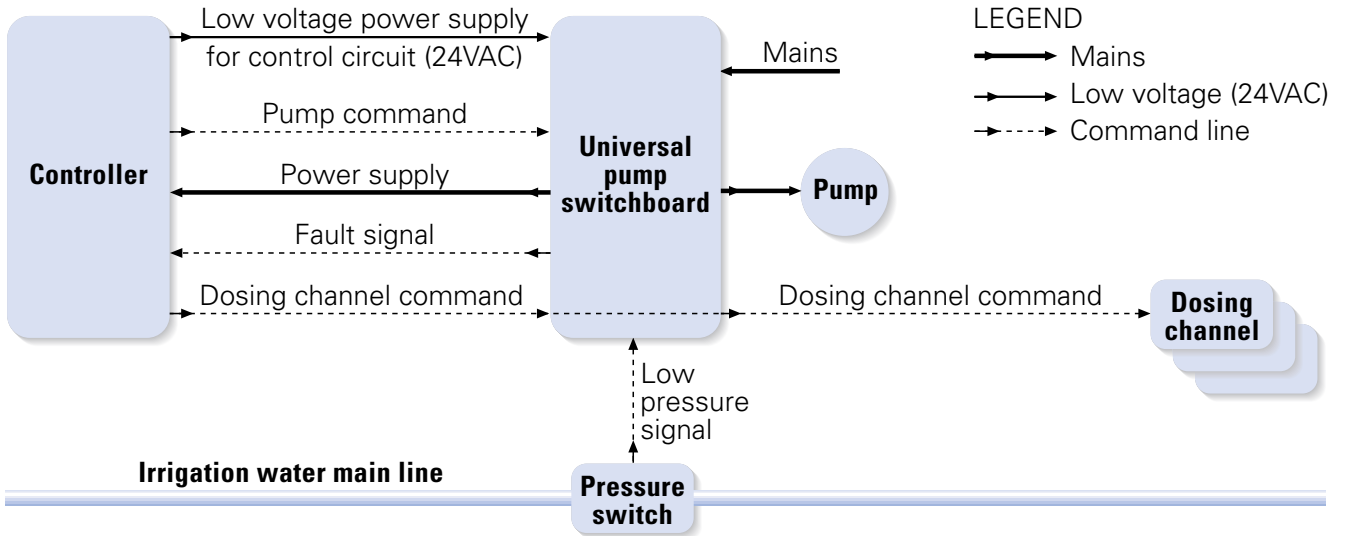 Low voltage power supply
for control circuit (24VAC)
Mains
LEGEND
Mains
Low voltage (24VAC)
Command line
Pump command
Controller
Power supply
Universal
pump
switchboard
Pump
Fault signal
Dosing channel command
Dosing channel command
Dosing
channel
Low
pressure
signal
Irrigation water main line
Pressure
switch